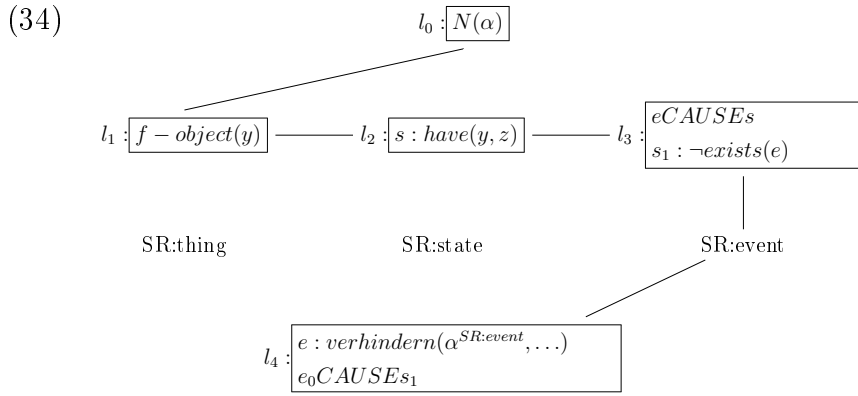 (34)
l₀ : N(α)
l₁ : f − object(y) l₂ : s : have(y, z) l₃ : eCAUSEs
s₁ : ¬exists(e)
SR:thing SR:state SR:event
l₄ : e : verhindern(α^{SR:event}, . . .)
e₀CAUSEs₁